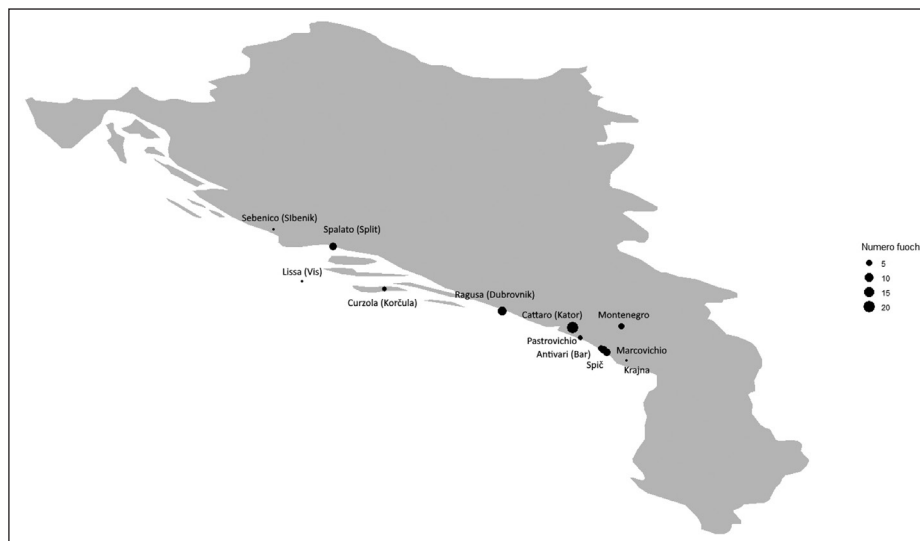 Sebenico (SIbenik)
Spalato (Split)
Lissa (Vis)
Curzola (Korčula)
Ragusa (Dubrovnik)
Cattaro (Kator)
Montenegro
Pastrovichio
Antivari (Bar)
Marcovichio
Spič
Krajna
Numero fuoch
5
10
15
20